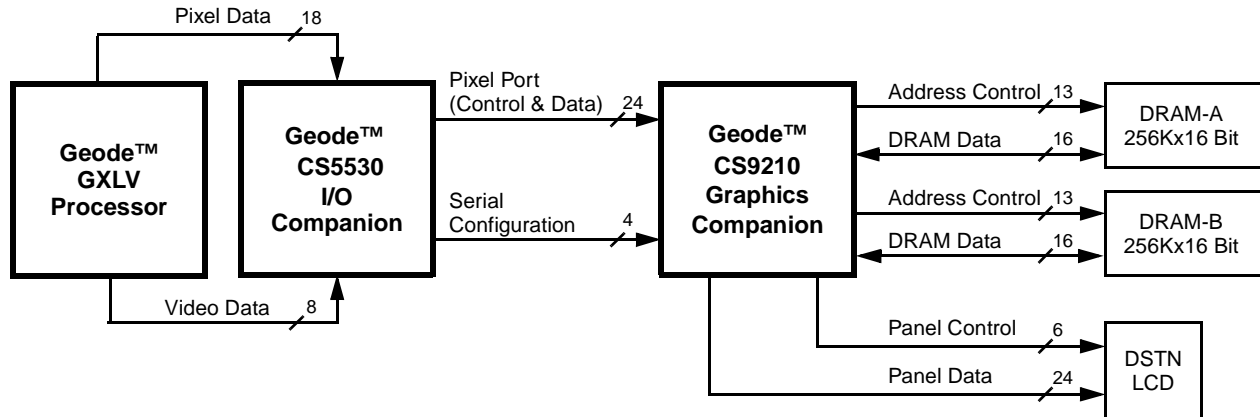 Pixel Data 18
Geode™
GXLV
Processor
Video Data 8
Geode™
CS5530
I/O
Companion
Pixel Port
(Control & Data) 24
Serial
Configuration 4
Geode™
CS9210
Graphics
Companion
Address Control 13
DRAM Data 16
DRAM-A
256Kx16 Bit
Address Control 13
DRAM Data 16
DRAM-B
256Kx16 Bit
Panel Control 6
Panel Data 24
DSTN
LCD